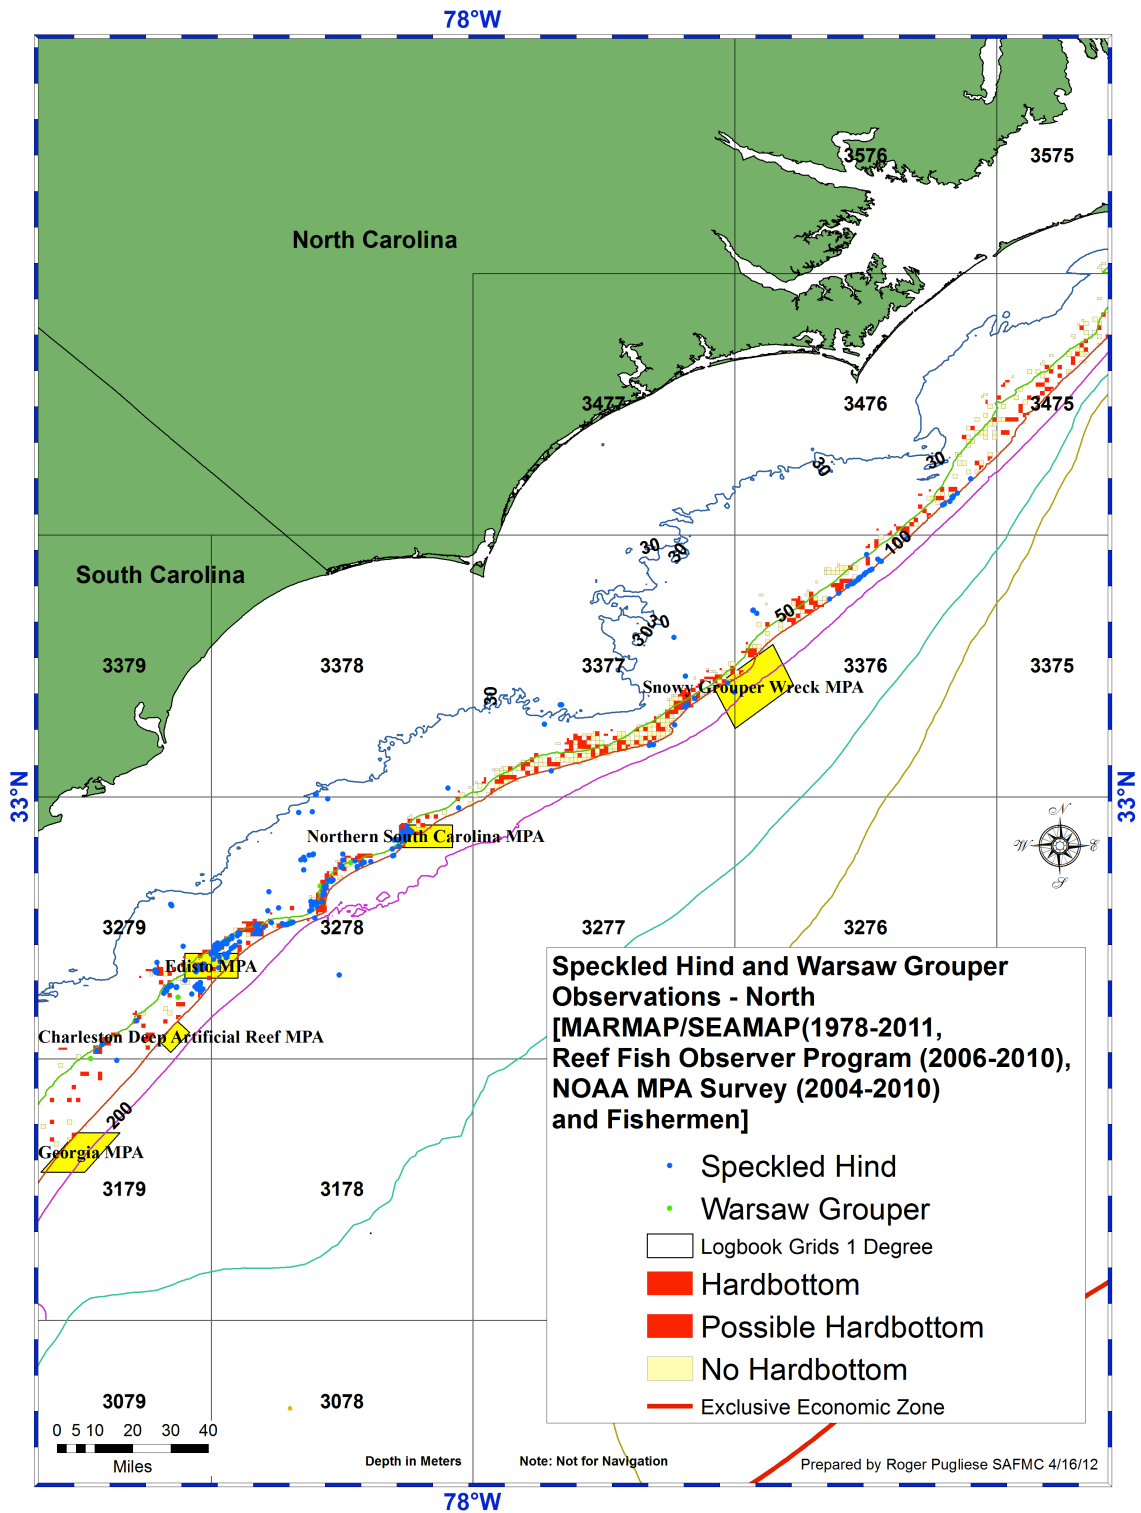 78°W
3576
3575
North Carolina
3477
3476
3475
30
30
30
30
100
South Carolina
50
30
30
3379
3378
3377
3376
3375
Snowy Grouper Wreck MPA
30
33°N
33°N
N
W
E
S
Northern South Carolina MPA
3279
3278
3277
3276
Edisto MPA
Charleston Deep Artificial Reef MPA
200
Georgia MPA
3179
3178
Speckled Hind and Warsaw Grouper
Observations - North
[MARMAP/SEAMAP(1978-2011,
Reef Fish Observer Program (2006-2010),
NOAA MPA Survey (2004-2010)
and Fishermen]
Speckled Hind
Warsaw Grouper
Logbook Grids 1 Degree
Hardbottom
Possible Hardbottom
No Hardbottom
Exclusive Economic Zone
3079
3078
0 5 10 20 30 40
Miles
Depth in Meters
Note: Not for Navigation
Prepared by Roger Pugliese SAFMC 4/16/12
78°W